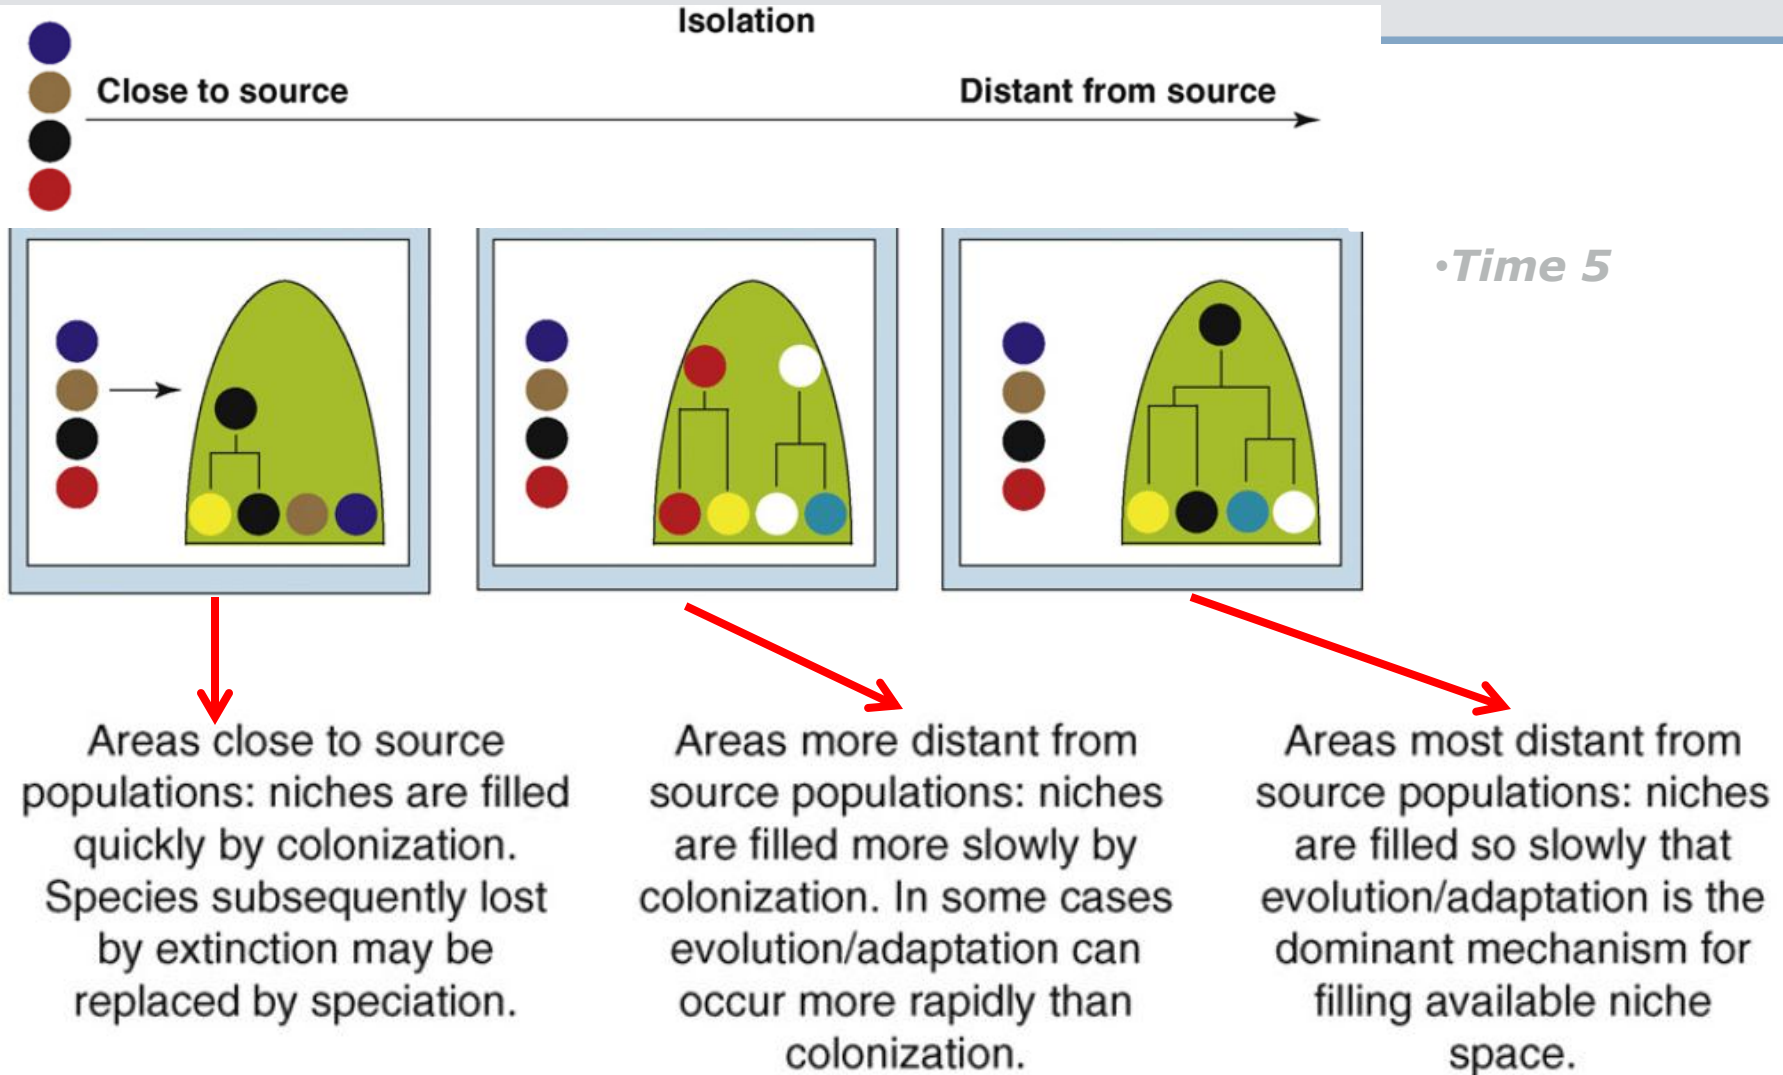 Isolation
Close to source
Distant from source
•Time 5
Areas close to source
populations: niches are filled
quickly by colonization.
Species subsequently lost
by extinction may be
replaced by speciation.
Areas more distant from
source populations: niches
are filled more slowly by
colonization. In some cases
evolution/adaptation can
occur more rapidly than
colonization.
Areas most distant from
source populations: niches
are filled so slowly that
evolution/adaptation is the
dominant mechanism for
filling available niche
space.